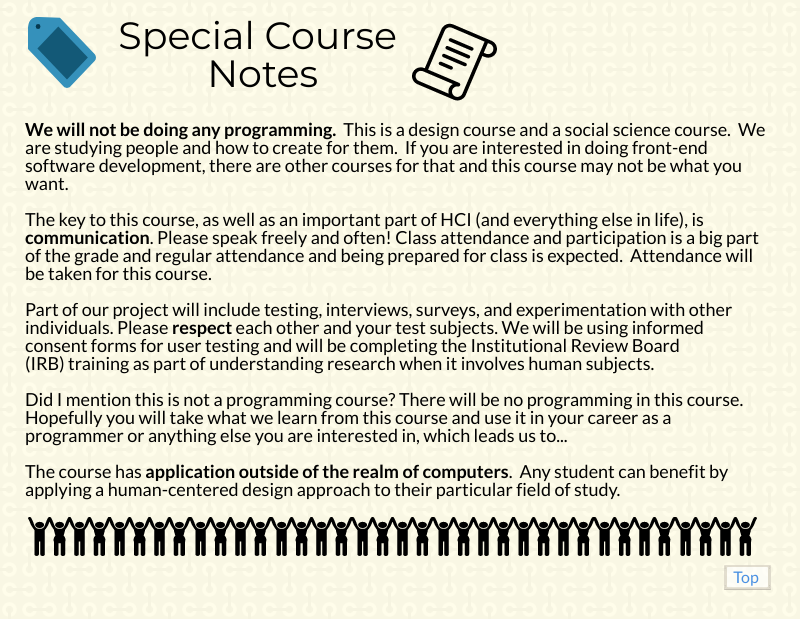 Special Course
Notes
We will not be doing any programming.  This is a design course and a social science course.  We
are studying people and how to create for them.  If you are interested in doing front-end
software development, there are other courses for that and this course may not be what you
want.
The key to this course, as well as an important part of HCI (and everything else in life), is
communication. Please speak freely and often! Class attendance and participation is a big part
of the grade and regular attendance and being prepared for class is expected.  Attendance will
be taken for this course.
Part of our project will include testing, interviews, surveys, and experimentation with other
individuals. Please respect each other and your test subjects. We will be using informed
consent forms for user testing and will be completing the Institutional Review Board
(IRB) training as part of understanding research when it involves human subjects.
Did I mention this is not a programming course? There will be no programming in this course.
Hopefully you will take what we learn from this course and use it in your career as a
programmer or anything else you are interested in, which leads us to...
The course has application outside of the realm of computers.  Any student can benefit by
applying a human-centered design approach to their particular field of study.
Top